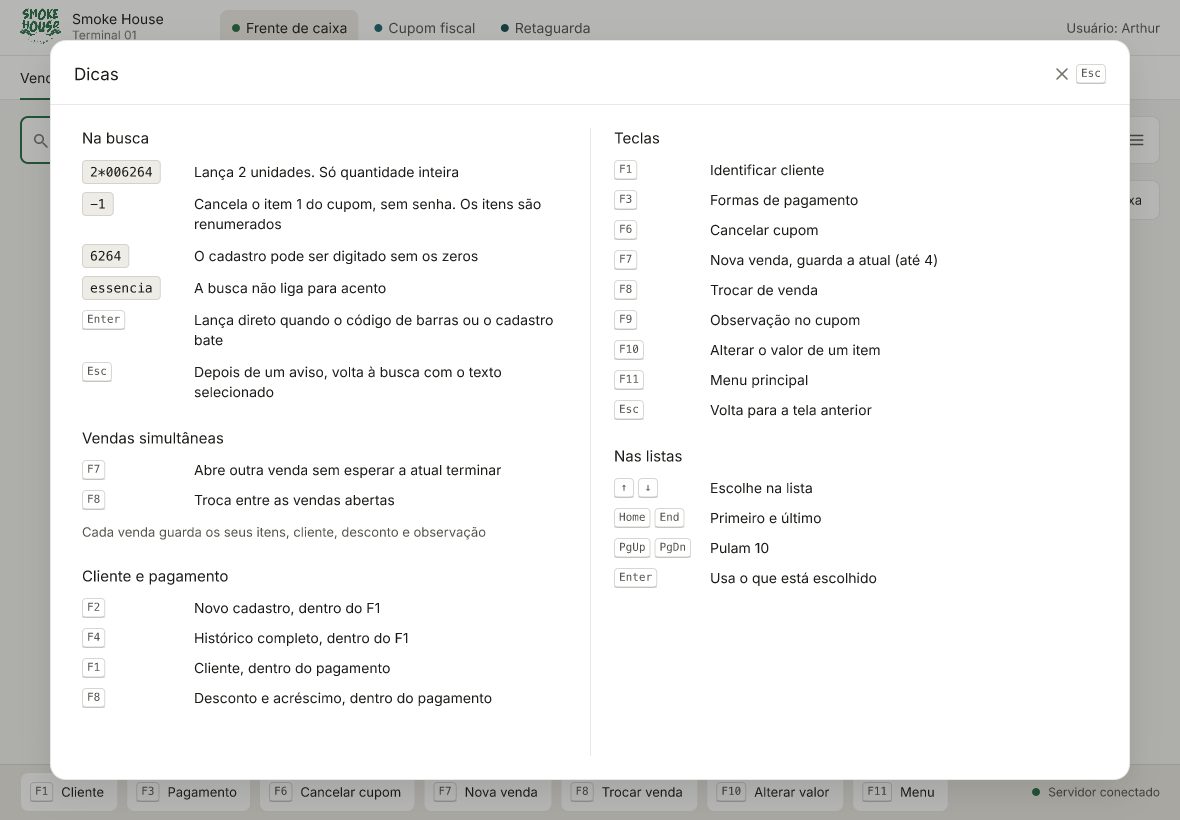 SMOKE
HOUSE
Smoke House
Terminal 01
Frente de caixa
Cupom fiscal
Retaguarda
Usuário: Arthur
Dicas
Esc
Na busca
2*006264 Lança 2 unidades. Só quantidade inteira
−1 Cancela o item 1 do cupom, sem senha. Os itens são
renumerados
6264 O cadastro pode ser digitado sem os zeros
essencia A busca não liga para acento
Enter Lança direto quando o código de barras ou o cadastro
bate
Esc Depois de um aviso, volta à busca com o texto
selecionado
Vendas simultâneas
F7 Abre outra venda sem esperar a atual terminar
F8 Troca entre as vendas abertas
Cada venda guarda os seus itens, cliente, desconto e observação
Cliente e pagamento
F2 Novo cadastro, dentro do F1
F4 Histórico completo, dentro do F1
F1 Cliente, dentro do pagamento
F8 Desconto e acréscimo, dentro do pagamento
Teclas
F1 Identificar cliente
F3 Formas de pagamento
F6 Cancelar cupom
F7 Nova venda, guarda a atual (até 4)
F8 Trocar de venda
F9 Observação no cupom
F10 Alterar o valor de um item
F11 Menu principal
Esc Volta para a tela anterior
Nas listas
↑ ↓ Escolhe na lista
Home End Primeiro e último
PgUp PgDn Pulam 10
Enter Usa o que está escolhido
F1 Cliente
F3 Pagamento
F6 Cancelar cupom
F7 Nova venda
F8 Trocar venda
F10 Alterar valor
F11 Menu
Servidor conectado